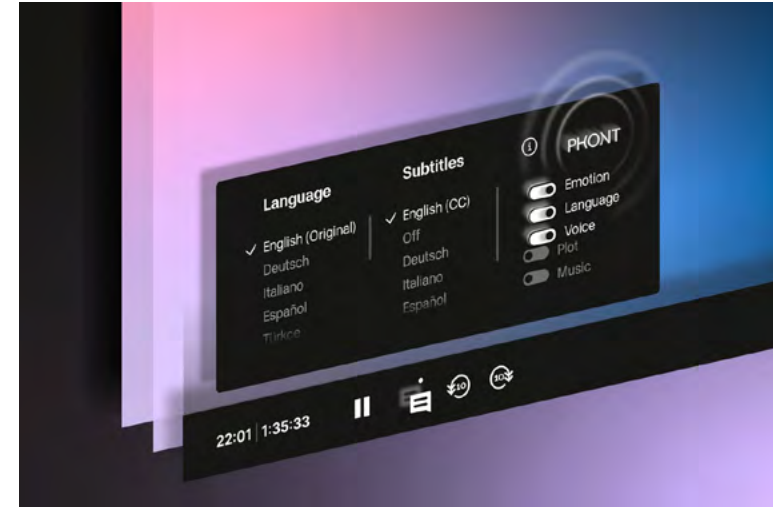 Language
English (Original)
Deutsch
Italiano
Español
Türkçe
Subtitles
English (CC)
Off
Deutsch
Italiano
Español
PHONT
Emotion
Language
Voice
Plot
Music
22:01 | 1:35:33
10
10